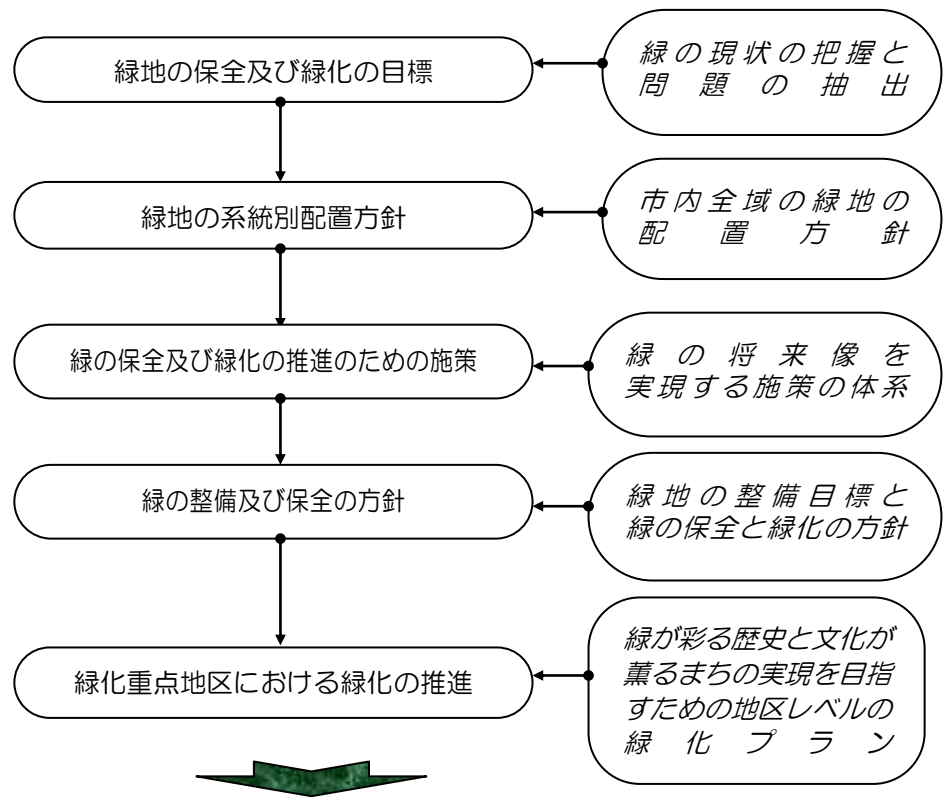 緑地の保全及び緑化の目標
緑の現状の把握と
問題の抽出
緑地の系統別配置方針
市内全域の緑地の
配置方針
緑の保全及び緑化の推進のための施策
緑の将来像を
実現する施策の体系
緑の整備及び保全の方針
緑地の整備目標と
緑の保全と緑化の方針
緑化重点地区における緑化の推進
緑が彩る歴史と文化が
薫るまちの実現を目指
すための地区レベルの
緑化プラン